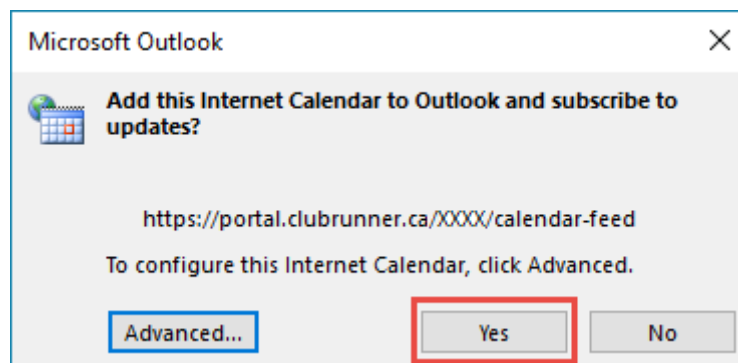 Microsoft Outlook
Add this Internet Calendar to Outlook and subscribe to
updates?
https://portal.clubrunner.ca/XXXX/calendar-feed
To configure this Internet Calendar, click Advanced.
Advanced... Yes No